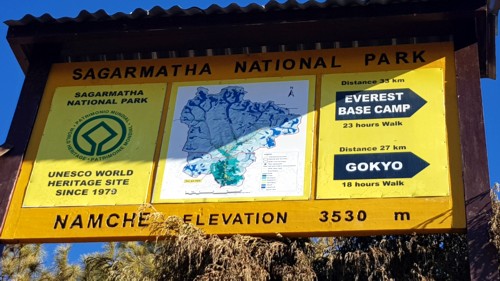 SAGARMATHA NATIONAL PARK
SAGARMATHA
NATIONAL PARK
UNESCO WORLD
HERITAGE SITE
SINCE 1979
Distance 33 km
EVEREST
BASE CAMP
23 hours Walk
Distance 27 km
GOKYO
18 hours Walk
NAMCHE ELEVATION 3530 m